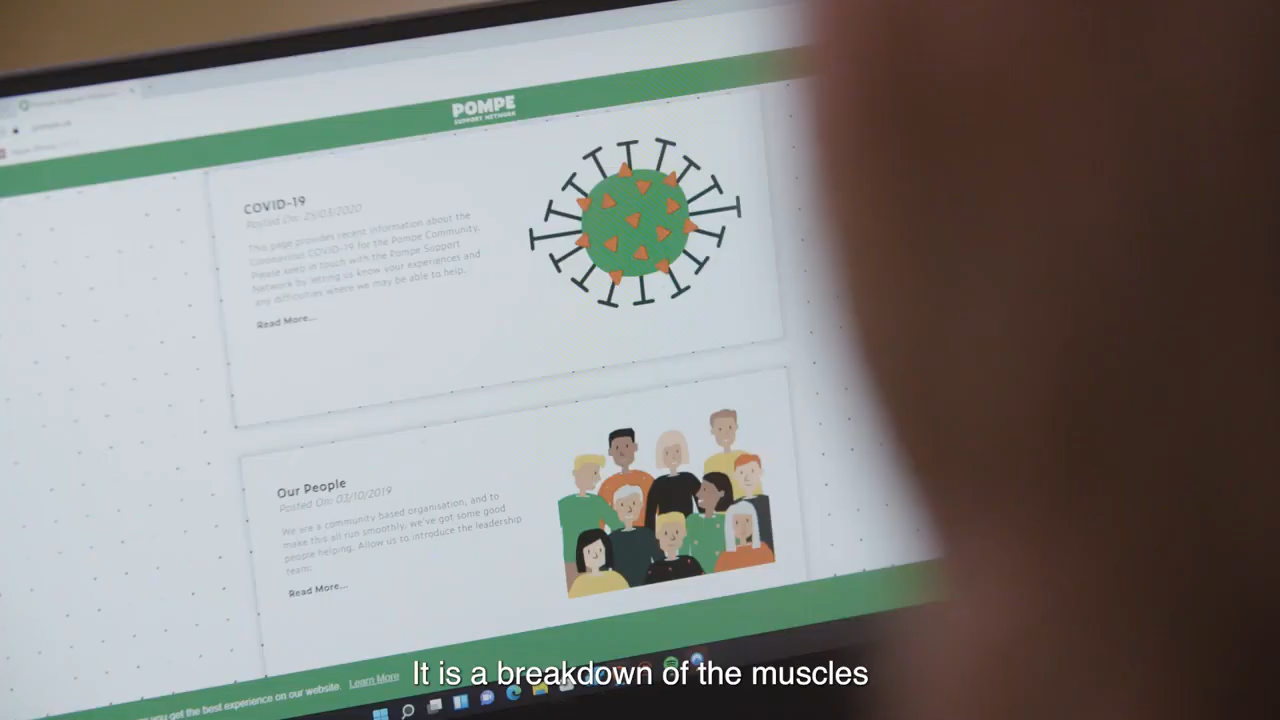 POMPE
SUPPORT NETWORK
COVID-19
Posted On: 25/03/2020
This page provides recent information about the
Coronavirus COVID-19 for the Pompe Community.
Please keep in touch with the Pompe Support
Network by letting us know your experiences and
any difficulties where we may be able to help.
Read More...
Our People
Posted On: 03/10/2019
We are a community based organisation, and to
make this all run smoothly, we've got some good
people helping. Allow us to introduce the leadership
team:
Read More...
you get the best experience on our website. Learn More
It is a breakdown of the muscles